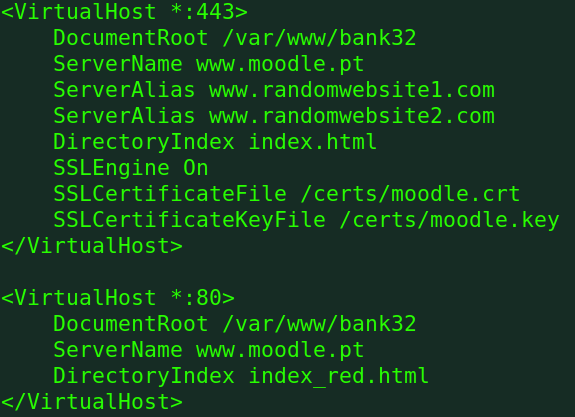 <VirtualHost *:443>
    DocumentRoot /var/www/bank32
    ServerName www.moodle.pt
    ServerAlias www.randomwebsite1.com
    ServerAlias www.randomwebsite2.com
    DirectoryIndex index.html
    SSLEngine On
    SSLCertificateFile /certs/moodle.crt
    SSLCertificateKeyFile /certs/moodle.key
</VirtualHost>

<VirtualHost *:80>
    DocumentRoot /var/www/bank32
    ServerName www.moodle.pt
    DirectoryIndex index_red.html
</VirtualHost>